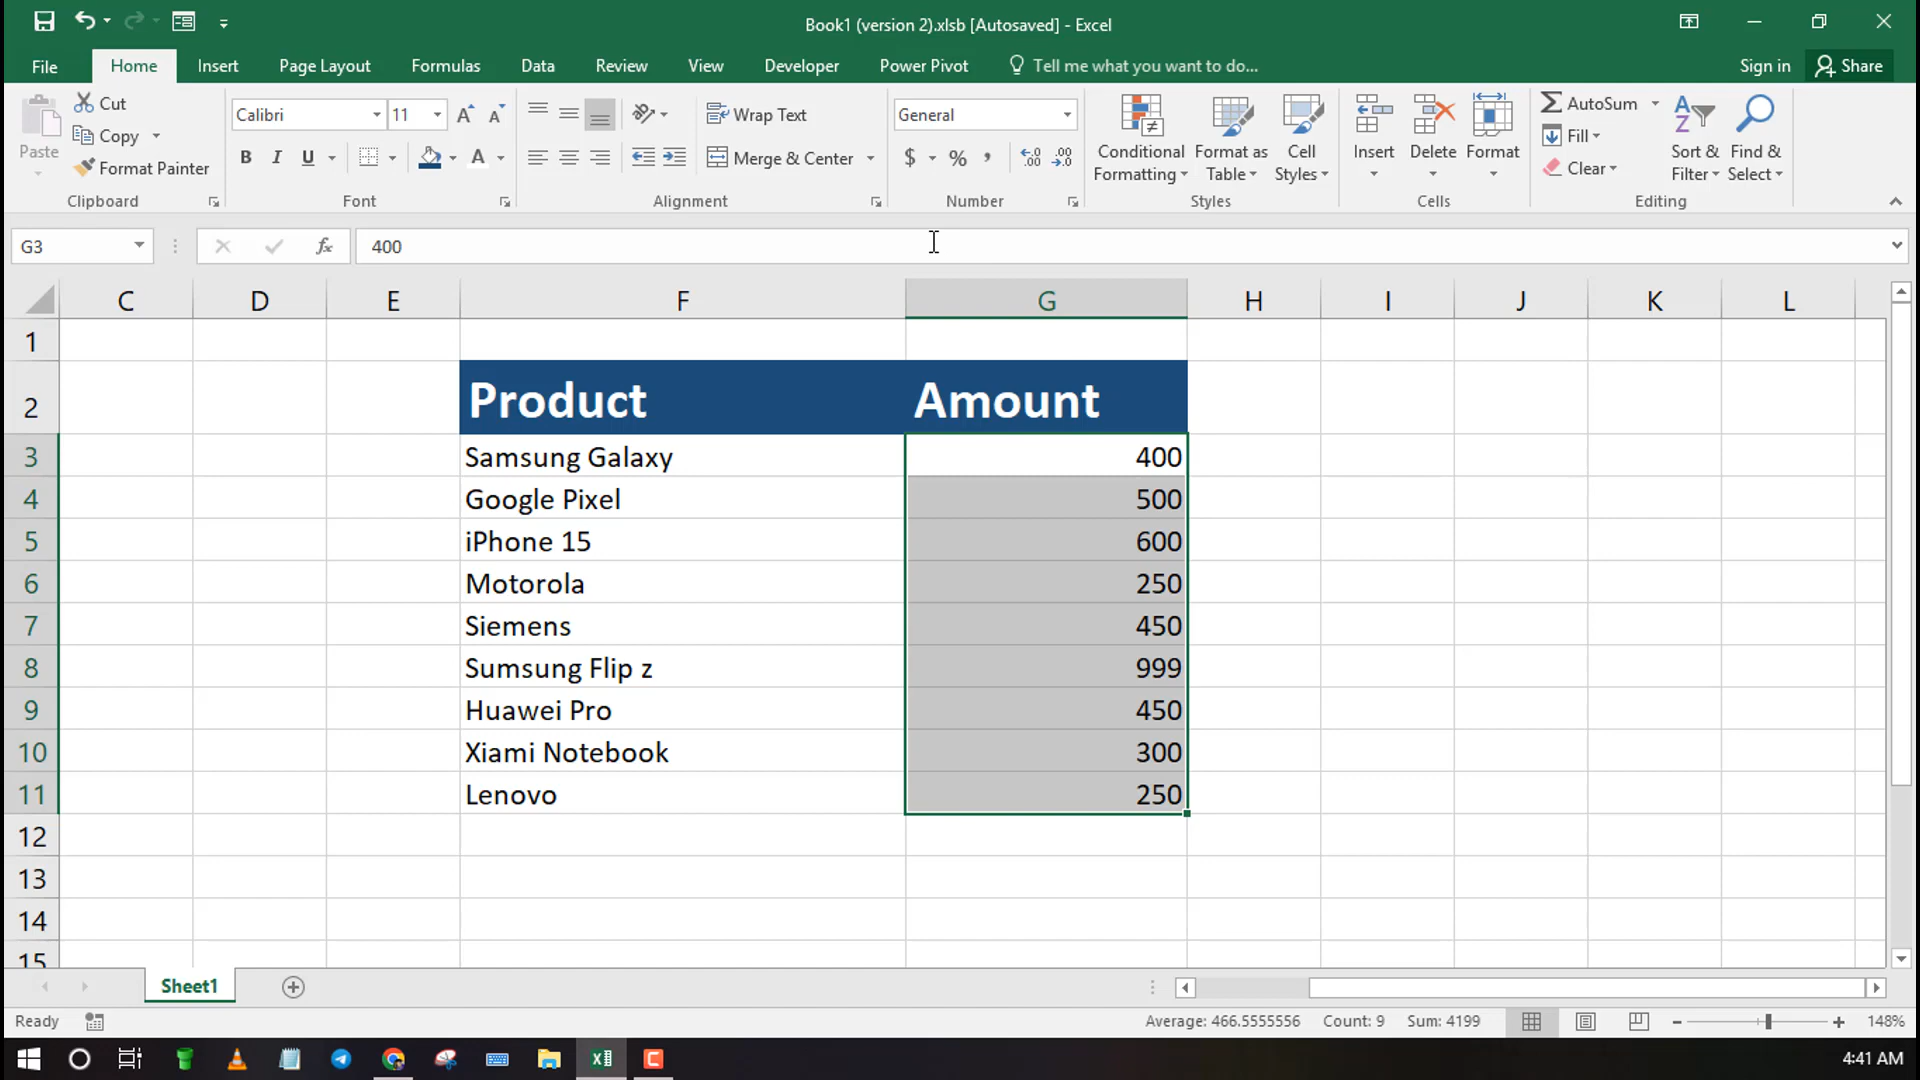 Book1 (version 2).xlsb [Autosaved] - Excel
File Home Insert Page Layout Formulas Data Review View Developer Power Pivot Tell me what you want to do... Sign in Share
Paste
Cut
Copy
Format Painter
Clipboard
Calibri 11
B I U
A
Font
Wrap Text
Merge & Center
Alignment
General
$ % ,
Number
Conditional Formatting
Format as Table
Cell Styles
Styles
Insert Delete Format
Cells
AutoSum
Fill
Clear
Sort & Filter
Find & Select
Editing
G3 fx 400
C D E F G H I J K L
1
2 Product Amount
3 Samsung Galaxy 400
4 Google Pixel 500
5 iPhone 15 600
6 Motorola 250
7 Siemens 450
8 Sumsung Flip z 999
9 Huawei Pro 450
10 Xiami Notebook 300
11 Lenovo 250
12
13
14
15
Sheet1
Ready Average: 466.5555556 Count: 9 Sum: 4199 148%
4:41 AM